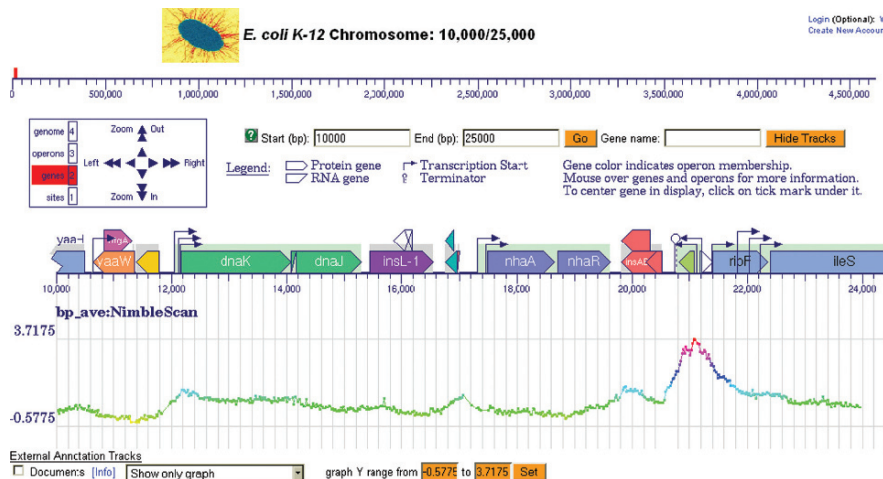 E. coli K-12 Chromosome: 10,000/25,000
Login (Optional):
Create New Accoun
0 500,000 1,000,000 1,500,000 2,000,000 2,500,000 3,000,000 3,500,000 4,000,000 4,500,000
genome 4
operons 3
genes 2
sites 1
Zoom Out
Left Right
Zoom In
? Start (bp): 10000 End (bp): 25000 Go Gene name: Hide Tracks
Legend: Protein gene Transcription Start
RNA gene Terminator
Gene color indicates operon membership.
Mouse over genes and operons for more information.
To center gene in display, click on tick mark under it.
yaaW dnaK dnaJ insL-1 nhaA nhaR ribF ileS
10,000 12,000 14,000 16,000 18,000 20,000 22,000 24,000
bp_ave:NimbleScan
3.7175
-0.5775
External Annctation Tracks
Documents [Info] Show only graph graph Y range from -0.5775 to 3.7175 Set